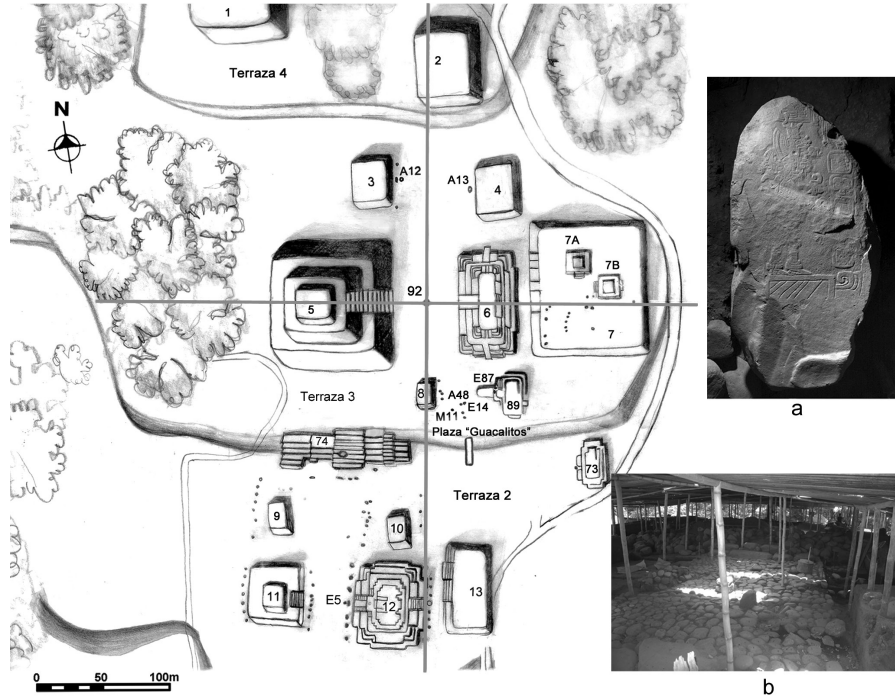 1
2
Terraza 4
N
3
A12
A13
4
7A
7B
92
5
6
7
Terraza 3
8
A48
E87
E14
89
M11
Plaza "Guacalitos"
74
73
Terraza 2
9
10
11
E5
12
13
0 50 100m
a
b